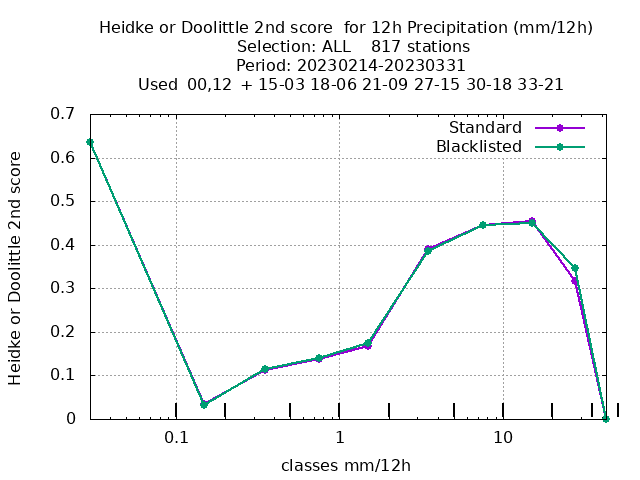 Heidke or Doolittle 2nd score  for 12h Precipitation (mm/12h)
Selection: ALL    817 stations
Period: 20230214-20230331
Used  00,12  + 15-03 18-06 21-09 27-15 30-18 33-21
Standard
Blacklisted
Heidke or Doolittle 2nd score
0.7
0.6
0.5
0.4
0.3
0.2
0.1
0
0.1
1
10
classes mm/12h